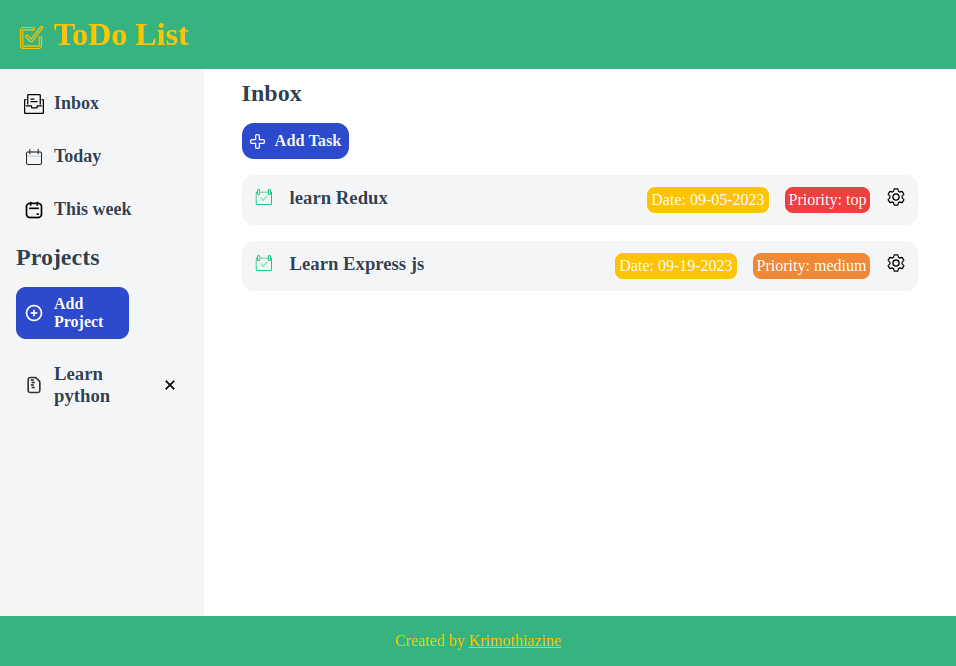 ToDo List
Inbox
Today
This week
Projects
Add
Project
Learn
python
Inbox
Add Task
learn Redux
Date: 09-05-2023
Priority: top
Learn Express js
Date: 09-19-2023
Priority: medium
Created by Krimothiazine